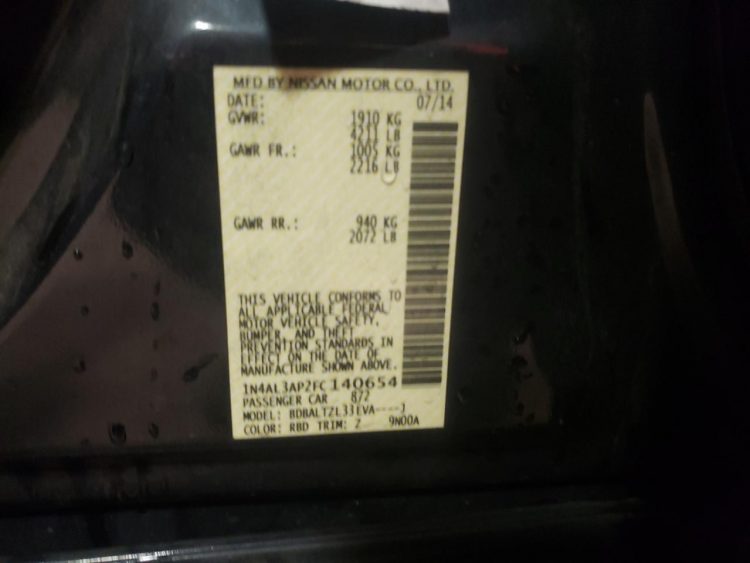 MFD BY NISSAN MOTOR CO., LTD.
DATE: 07/14
GVWR: 1910 KG
4211 LB
GAWR FR.: 1005 KG
2216 LB
GAWR RR.: 940 KG
2072 LB
THIS VEHICLE CONFORMS TO
ALL APPLICABLE FEDERAL
MOTOR VEHICLE SAFETY,
BUMPER, AND THEFT
PREVENTION STANDARDS IN
EFFECT ON THE DATE OF
MANUFACTURE SHOWN ABOVE.
1N4AL3AP2FC140654
PASSENGER CAR 872
MODEL: BDBALTZL33EVA----J
COLOR: RBD TRIM: Z 9N00A